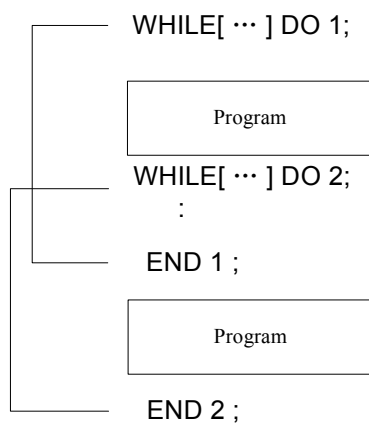 WHILE[ ··· ] DO 1;
Program
WHILE[ ··· ] DO 2;
:
END 1 ;
Program
END 2 ;